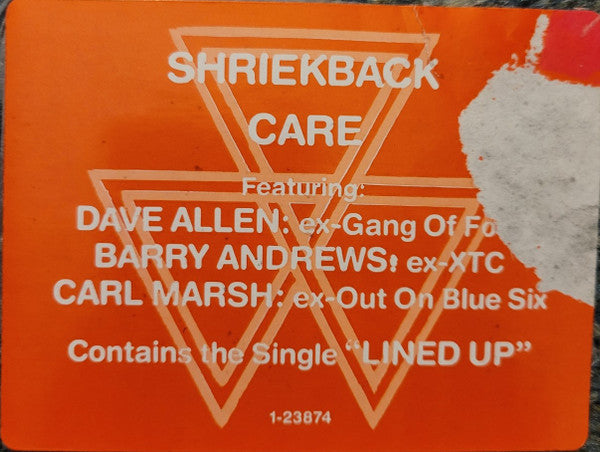 SHRIEKBACK
CARE
Featuring:
DAVE ALLEN: ex-Gang Of Fo
BARRY ANDREWS: ex-XTC
CARL MARSH: ex-Out On Blue Six
Contains the Single “LINED UP”
1-23874